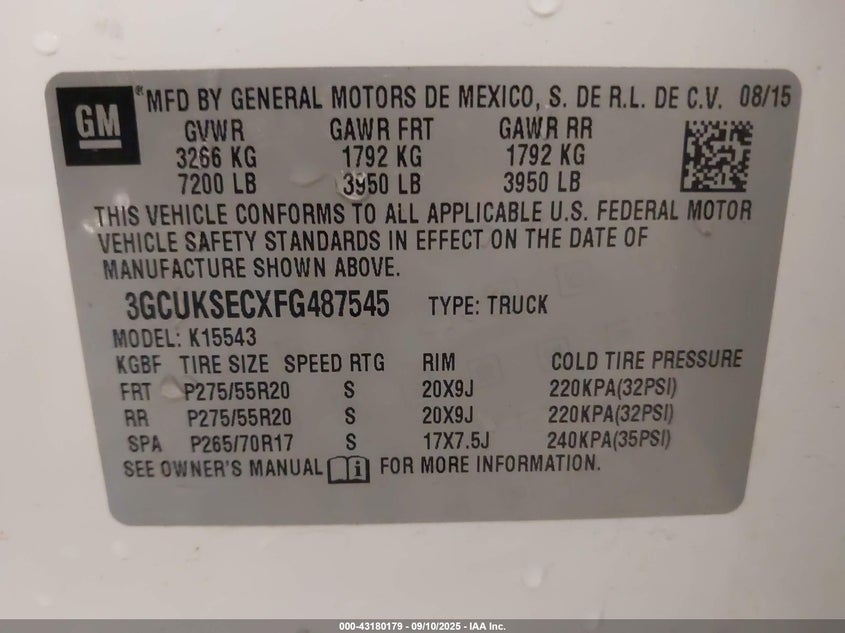 GM ® MFD BY GENERAL MOTORS DE MEXICO, S. DE R.L. DE C.V. 08/15
GVWR GAWR FRT GAWR RR
3266 KG 1792 KG 1792 KG
7200 LB 3950 LB 3950 LB
THIS VEHICLE CONFORMS TO ALL APPLICABLE U.S. FEDERAL MOTOR
VEHICLE SAFETY STANDARDS IN EFFECT ON THE DATE OF
MANUFACTURE SHOWN ABOVE.
3GCUKSECXFG487545 TYPE: TRUCK
MODEL: K15543
KGBF TIRE SIZE SPEED RTG RIM COLD TIRE PRESSURE
FRT P275/55R20 S 20X9J 220KPA(32PSI)
RR P275/55R20 S 20X9J 220KPA(32PSI)
SPA P265/70R17 S 17X7.5J 240KPA(35PSI)
SEE OWNER'S MANUAL i FOR MORE INFORMATION.
000-43180179 - 09/10/2025 - IAA Inc.